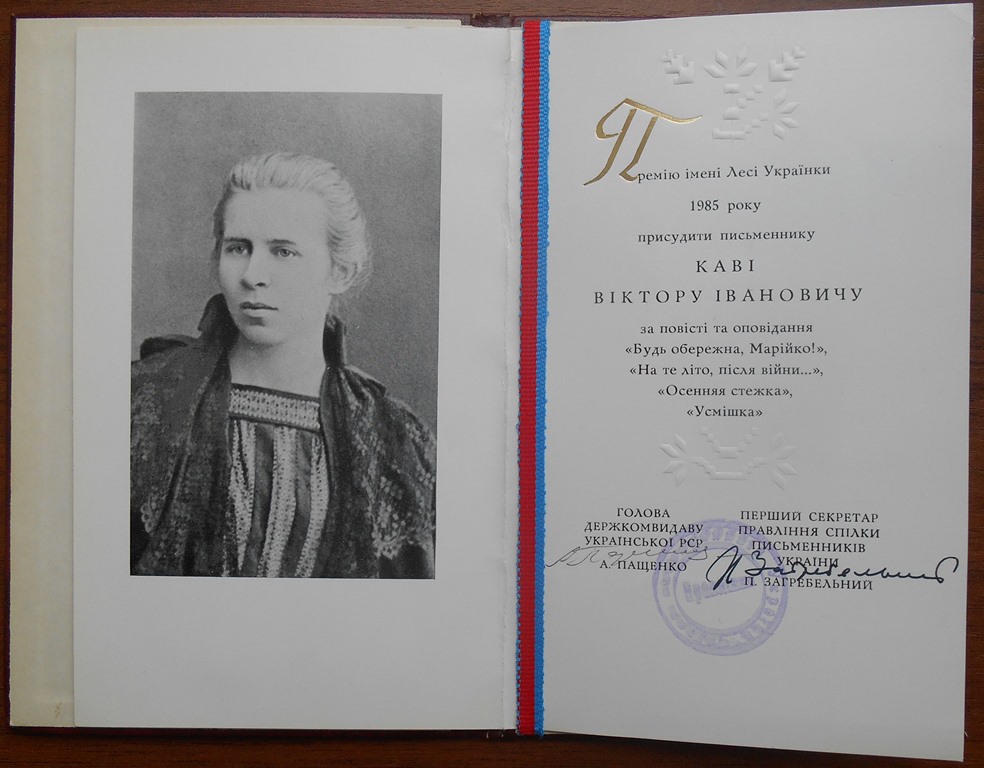 Премію імені Лесі Українки
1985 року
присудити письменнику
КАВІ
ВІКТОРУ ІВАНОВИЧУ
за повісті та оповідання
«Будь обережна, Марійко!»,
«На те літо, після війни...»,
«Осенняя стежка»,
«Усмішка»
ГОЛОВА
ДЕРЖКОМВИДАВУ
УКРАЇНСЬКОЇ РСР
А. ПАЩЕНКО
ПЕРШИЙ СЕКРЕТАР
ПРАВЛІННЯ СПІЛКИ
ПИСЬМЕННИКІВ
УКРАЇНИ
П. ЗАГРЕБЕЛЬНИЙ